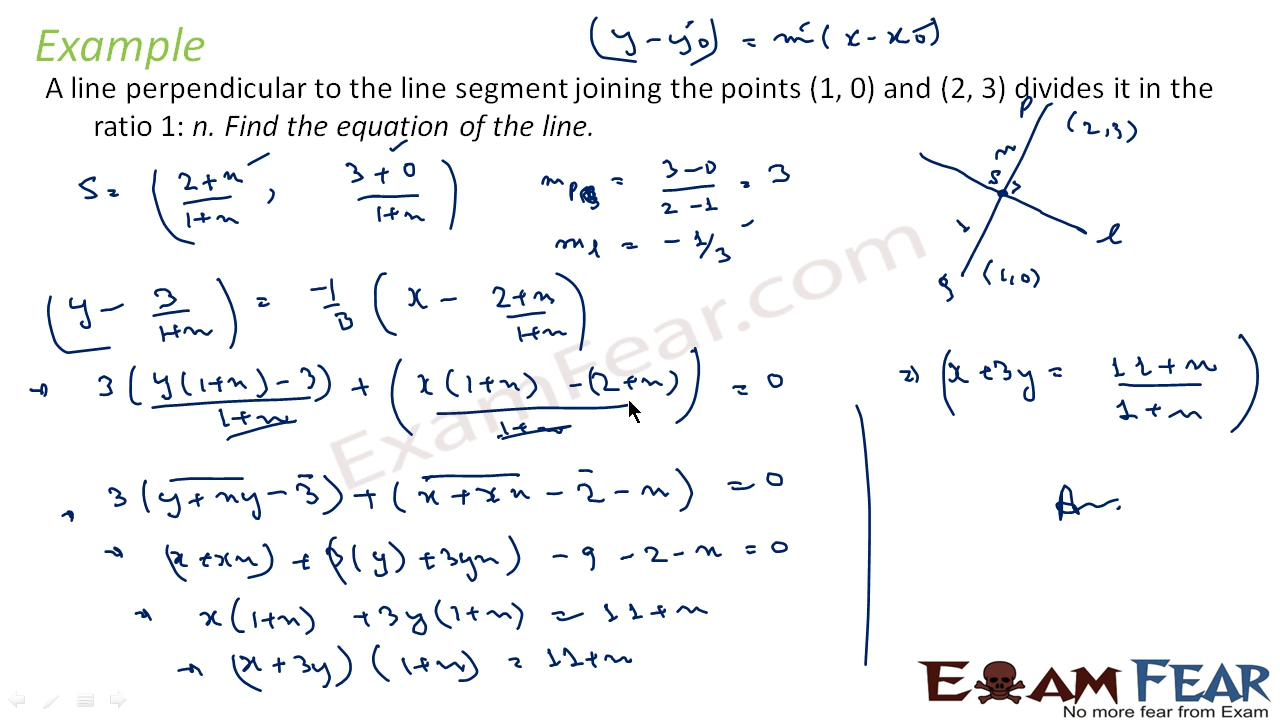 Example
(y - y0) = m(x - x0)
A line perpendicular to the line segment joining the points (1, 0) and (2, 3) divides it in the
ratio 1: n. Find the equation of the line.
S = (2+n/1+n, 3+0/1+n)
m = 3-0/2-1 = 3
m l = -1/3
P (2,3)
n
S
1
l
(1,0)
(y - 3/1+n) = -1/3 (x - 2+n/1+n)
→ 3(y(1+n) - 3/1+n) + (x(1+n) - (2+n)/1+n) = 0
⇒ (x + 3y = 11+n/1+n)
3(y + ny - 3) + (x + xn - 2 - n) = 0
→ (x + xn) + (3(y) + 3yn) - 9 - 2 - n = 0
→ x(1+n) + 3y(1+n) = 11+n
→ (x + 3y)(1+n) = 11+n
Ans.
ExamFear.com
EXAM FEAR
No more fear from Exam